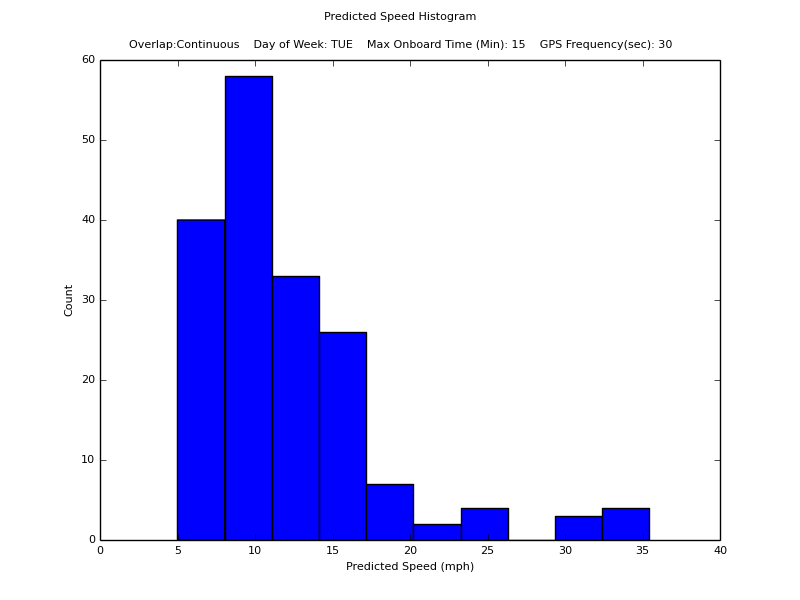 Predicted Speed Histogram
Overlap:Continuous    Day of Week: TUE    Max Onboard Time (Min): 15    GPS Frequency(sec): 30
60
50
40
30
20
10
0
Count
0 5 10 15 20 25 30 35 40
Predicted Speed (mph)